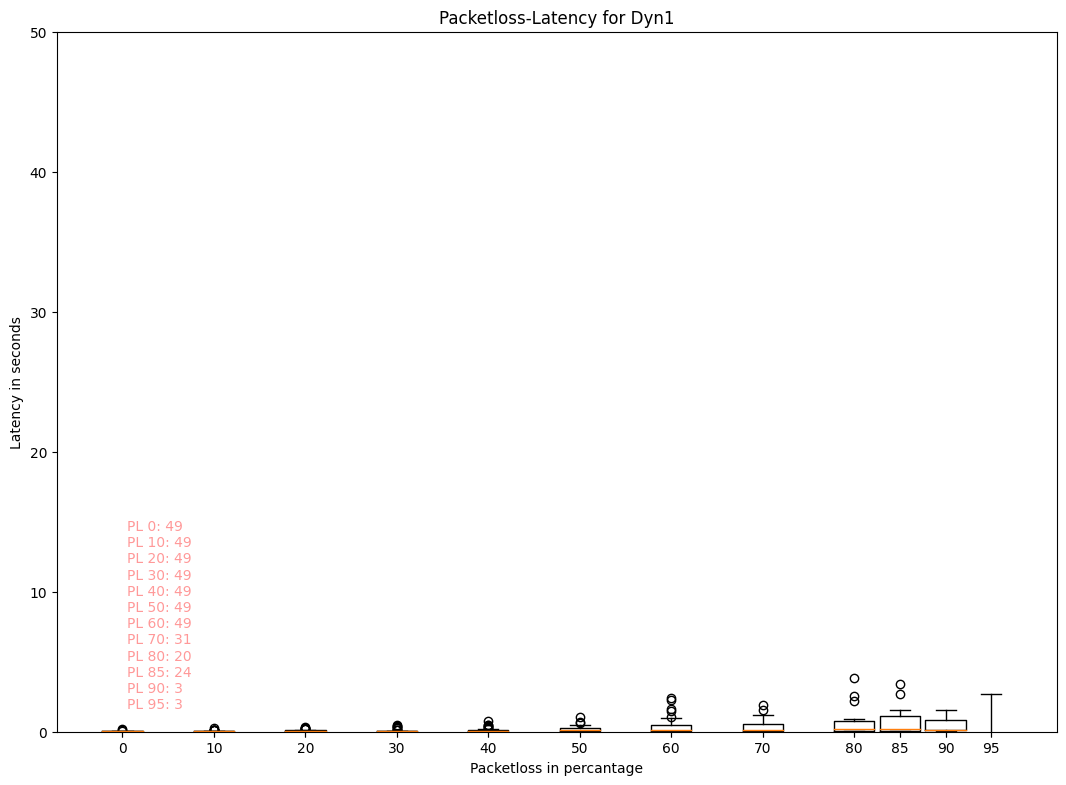 Packetloss-Latency for Dyn1
50
40
30
20
10
0
Latency in seconds
PL 0: 49
PL 10: 49
PL 20: 49
PL 30: 49
PL 40: 49
PL 50: 49
PL 60: 49
PL 70: 31
PL 80: 20
PL 85: 24
PL 90: 3
PL 95: 3
0 10 20 30 40 50 60 70 80 85 90 95
Packetloss in percantage